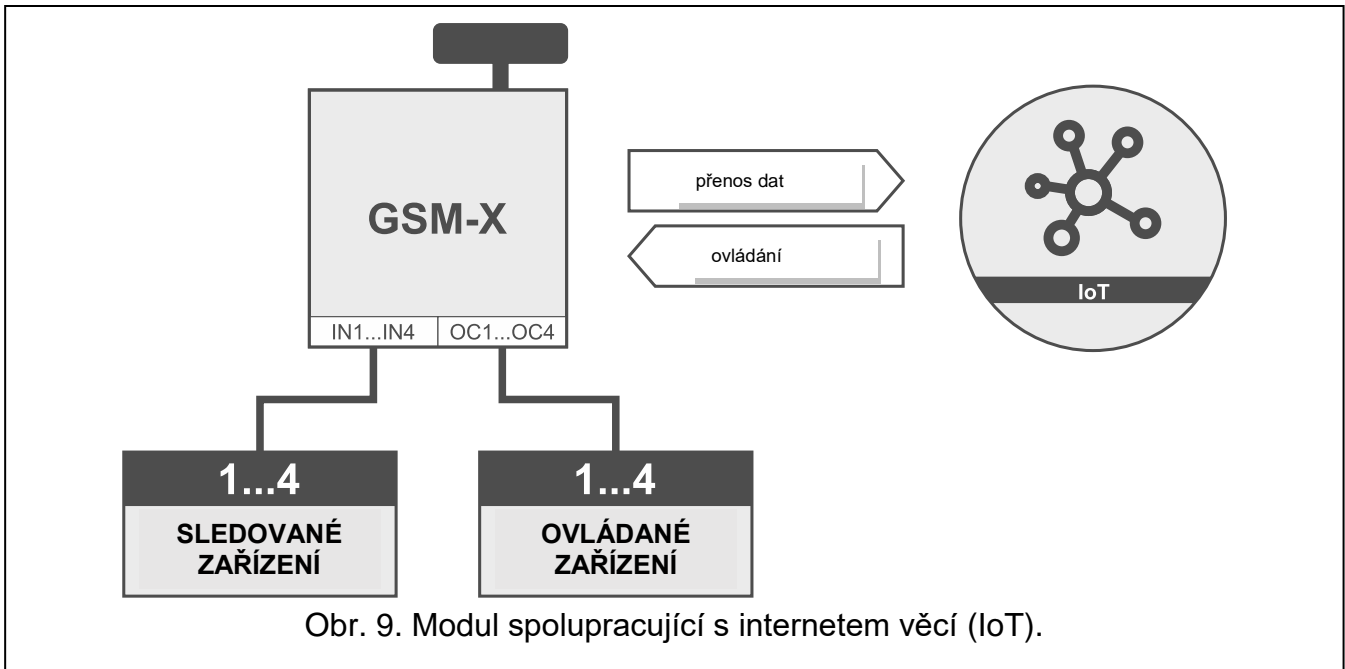 GSM-X
přenos dat
ovládání
IoT
IN1...IN4 OC1...OC4
1...4
SLEDOVANÉ
ZAŘÍZENÍ
1...4
OVLÁDANÉ
ZAŘÍZENÍ
Obr. 9. Modul spolupracující s internetem věcí (IoT).